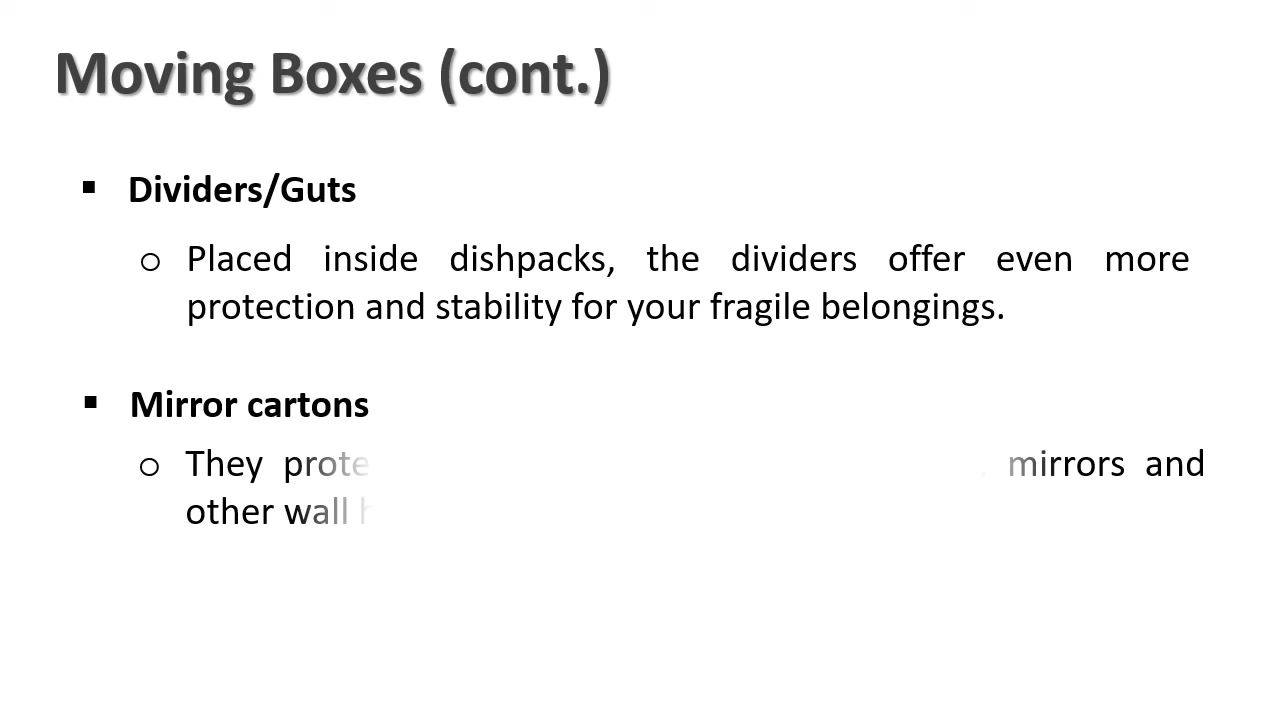 Moving Boxes (cont.)
▪ Dividers/Guts
o Placed inside dishpacks, the dividers offer even more
protection and stability for your fragile belongings.
▪ Mirror cartons
o They mirrors and
other wall